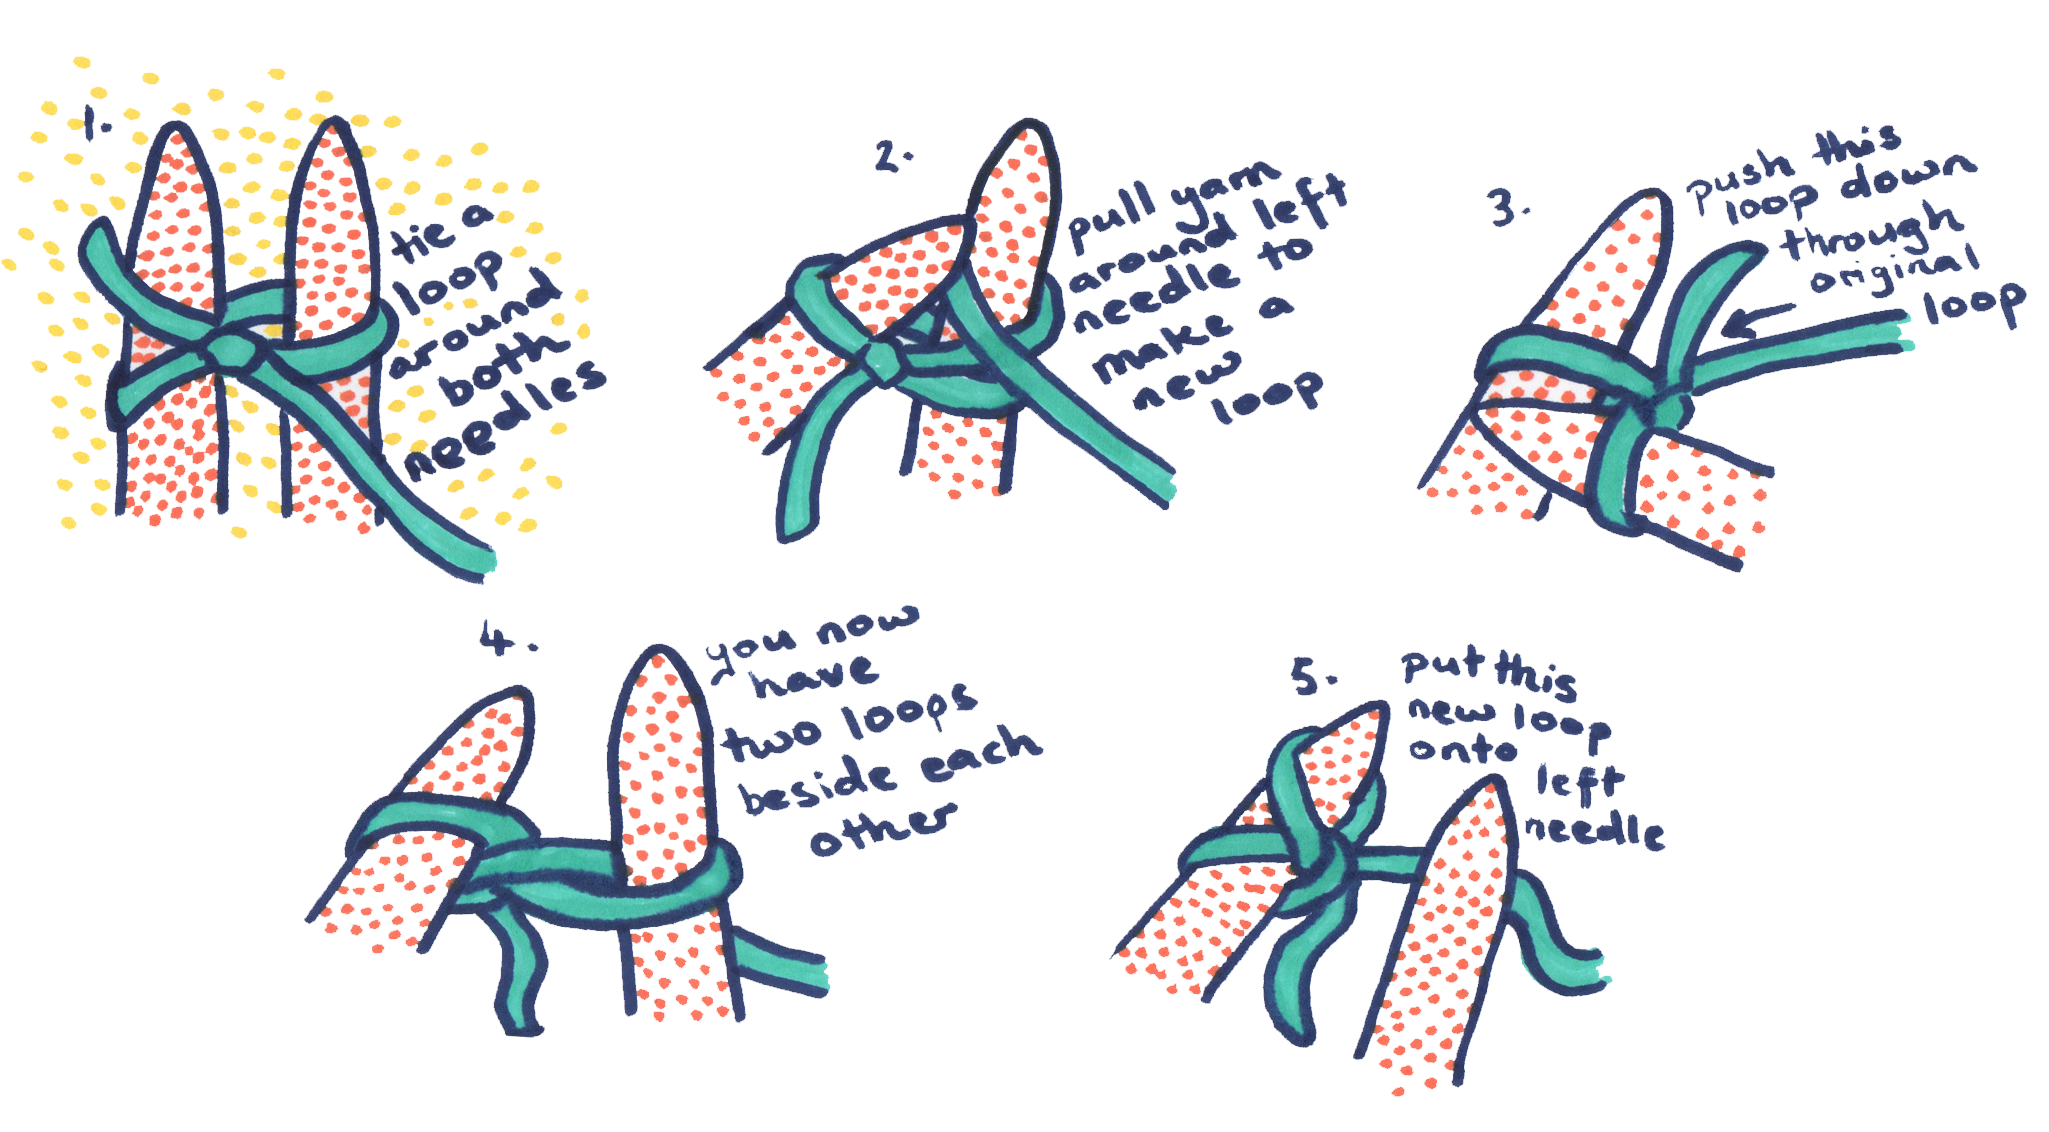 1.
tie a
loop
around
both
needles
2.
pull yarn
around left
needle to
make a
new
loop
3.
push this
loop down
through
original
loop
4.
you now
have
two loops
beside each
other
5.
put this
new loop
onto
left
needle